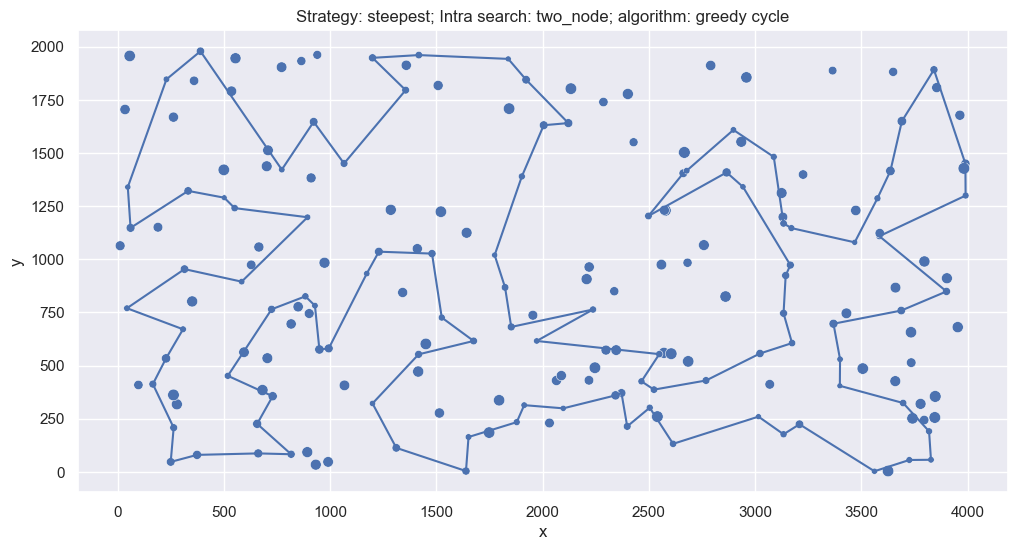 Strategy: steepest; Intra search: two_node; algorithm: greedy cycle
2000
1750
1500
1250
1000
750
500
250
0
y
0 500 1000 1500 2000 2500 3000 3500 4000
x